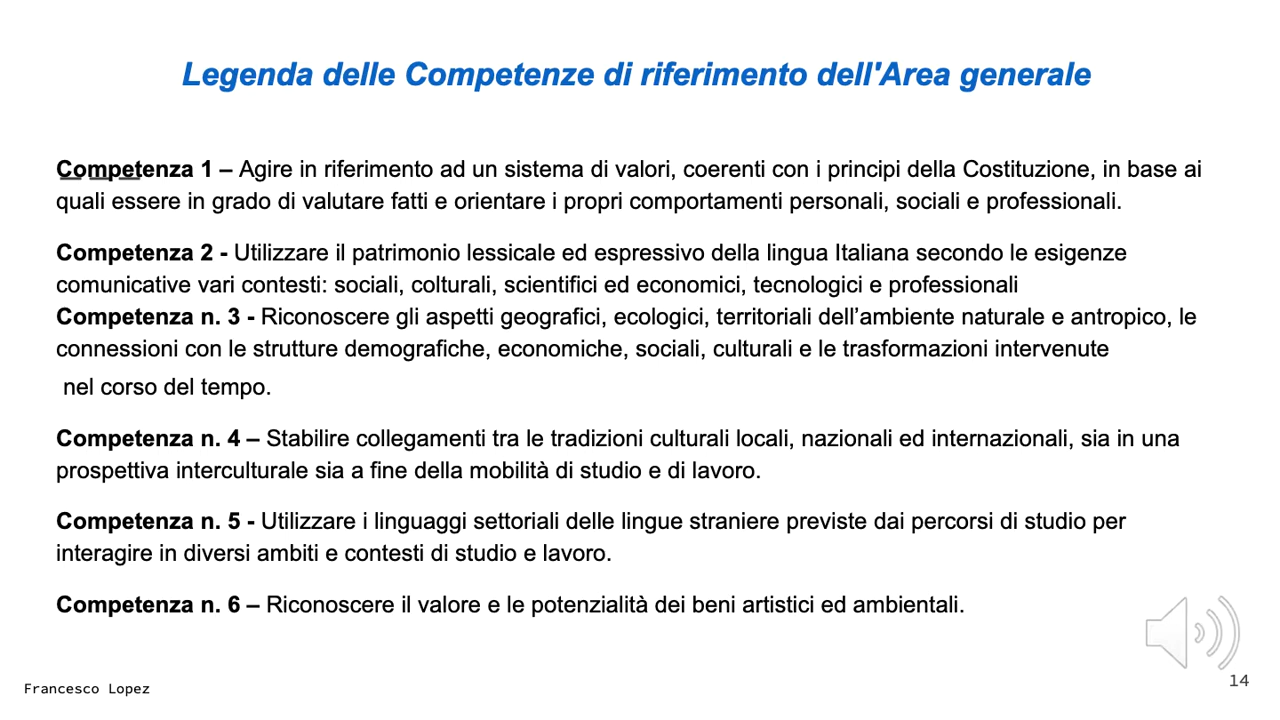 Legenda delle Competenze di riferimento dell'Area generale
Competenza 1 – Agire in riferimento ad un sistema di valori, coerenti con i principi della Costituzione, in base ai
quali essere in grado di valutare fatti e orientare i propri comportamenti personali, sociali e professionali.
Competenza 2 - Utilizzare il patrimonio lessicale ed espressivo della lingua Italiana secondo le esigenze
comunicative vari contesti: sociali, colturali, scientifici ed economici, tecnologici e professionali
Competenza n. 3 - Riconoscere gli aspetti geografici, ecologici, territoriali dell’ambiente naturale e antropico, le
connessioni con le strutture demografiche, economiche, sociali, culturali e le trasformazioni intervenute
nel corso del tempo.
Competenza n. 4 – Stabilire collegamenti tra le tradizioni culturali locali, nazionali ed internazionali, sia in una
prospettiva interculturale sia a fine della mobilità di studio e di lavoro.
Competenza n. 5 - Utilizzare i linguaggi settoriali delle lingue straniere previste dai percorsi di studio per
interagire in diversi ambiti e contesti di studio e lavoro.
Competenza n. 6 – Riconoscere il valore e le potenzialità dei beni artistici ed ambientali.
Francesco Lopez
14